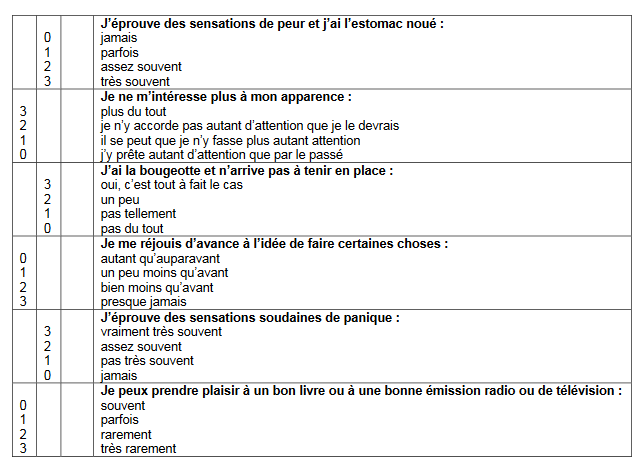 J’éprouve des sensations de peur et j’ai l’estomac noué :
0 jamais
1 parfois
2 assez souvent
3 très souvent
Je ne m’intéresse plus à mon apparence :
3 plus du tout
2 je n’y accorde pas autant d’attention que je le devrais
1 il se peut que je n’y fasse plus autant attention
0 j’y prête autant d’attention que par le passé
J’ai la bougeotte et n’arrive pas à tenir en place :
3 oui, c’est tout à fait le cas
2 un peu
1 pas tellement
0 pas du tout
Je me réjouis d’avance à l’idée de faire certaines choses :
0 autant qu’auparavant
1 un peu moins qu’avant
2 bien moins qu’avant
3 presque jamais
J’éprouve des sensations soudaines de panique :
3 vraiment très souvent
2 assez souvent
1 pas très souvent
0 jamais
Je peux prendre plaisir à un bon livre ou à une bonne émission radio ou de télévision :
0 souvent
1 parfois
2 rarement
3 très rarement